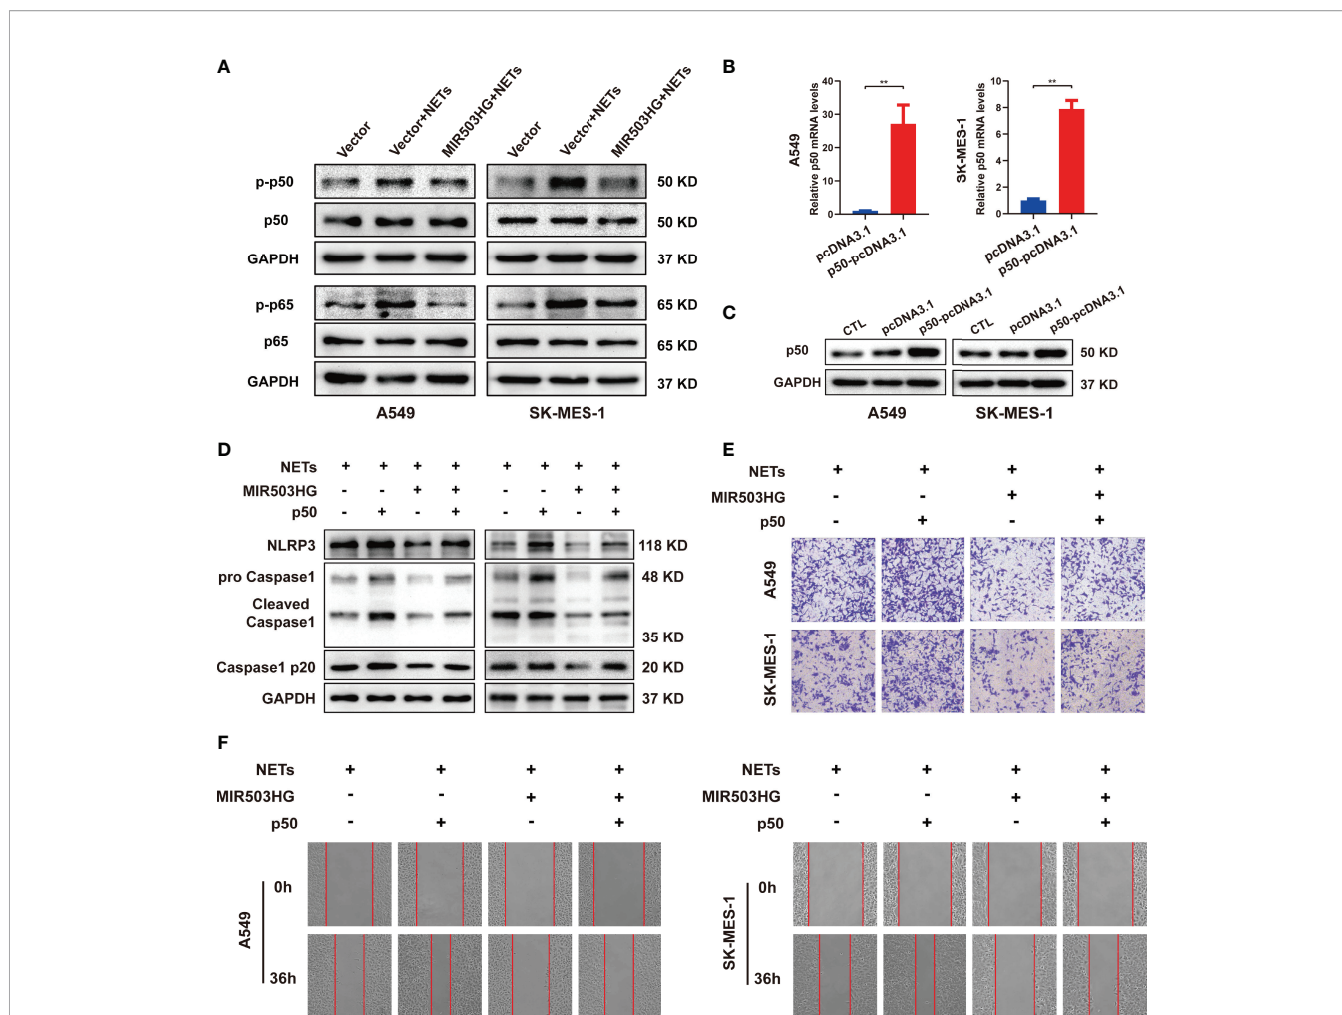 A
Vector
Vector+NETs
MIR503HG+NETs
Vector
Vector+NETs
MIR503HG+NETs
p-p50
50 KD
p50
50 KD
GAPDH
37 KD
p-p65
65 KD
p65
65 KD
GAPDH
37 KD
A549
SK-MES-1
B
A549
Relative p50 mRNA levels
40
30
20
10
0
**
pcDNA3.1
p50-pcDNA3.1
SK-MES-1
Relative p50 mRNA levels
10
8
6
4
2
0
**
pcDNA3.1
p50-pcDNA3.1
C
CTL
pcDNA3.1
p50-pcDNA3.1
CTL
pcDNA3.1
p50-pcDNA3.1
p50
50 KD
GAPDH
37 KD
A549
SK-MES-1
D
NETs + + + + + + + +
MIR503HG - - + + - - + +
p50 - + - + - + - +
NLRP3
118 KD
pro Caspase1
48 KD
Cleaved
Caspase1
35 KD
Caspase1 p20
20 KD
GAPDH
37 KD
E
NETs + + + +
MIR503HG - - + +
p50 - + - +
A549
SK-MES-1
F
NETs + + + +
MIR503HG - - + +
p50 - + - +
A549
0h
36h
NETs + + + +
MIR503HG - - + +
p50 - + - +
SK-MES-1
0h
36h